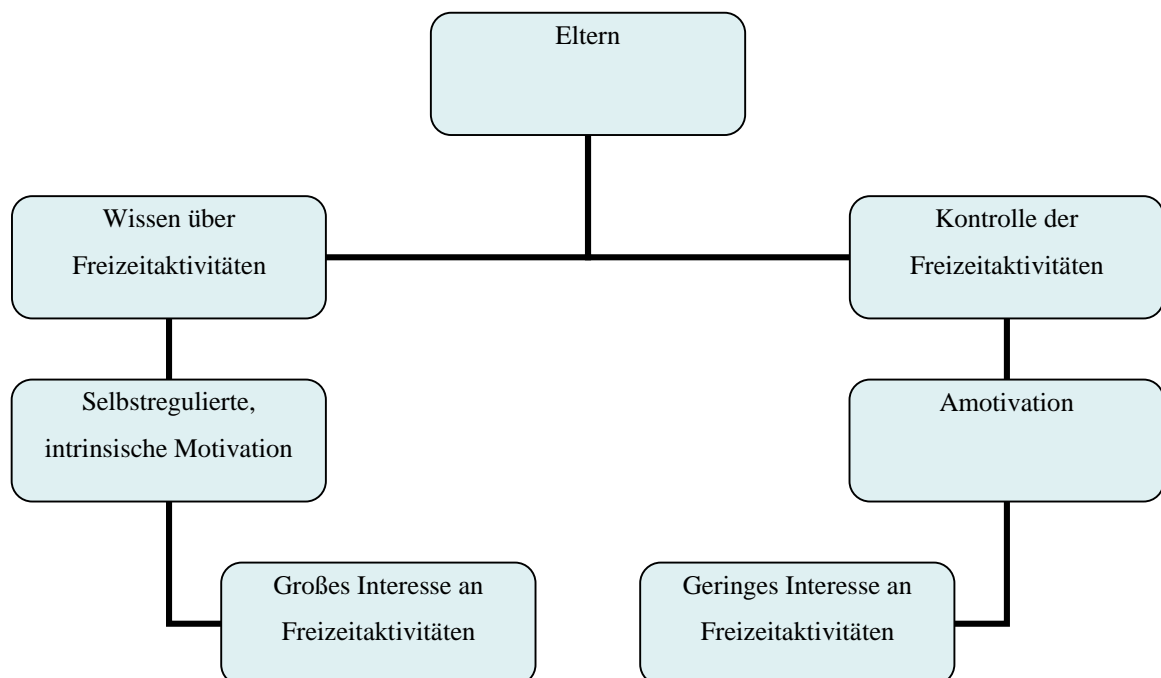 Eltern
Wissen über
Freizeitaktivitäten
Kontrolle der
Freizeitaktivitäten
Selbstregulierte,
intrinsische Motivation
Amotivation
Großes Interesse an
Freizeitaktivitäten
Geringes Interesse an
Freizeitaktivitäten